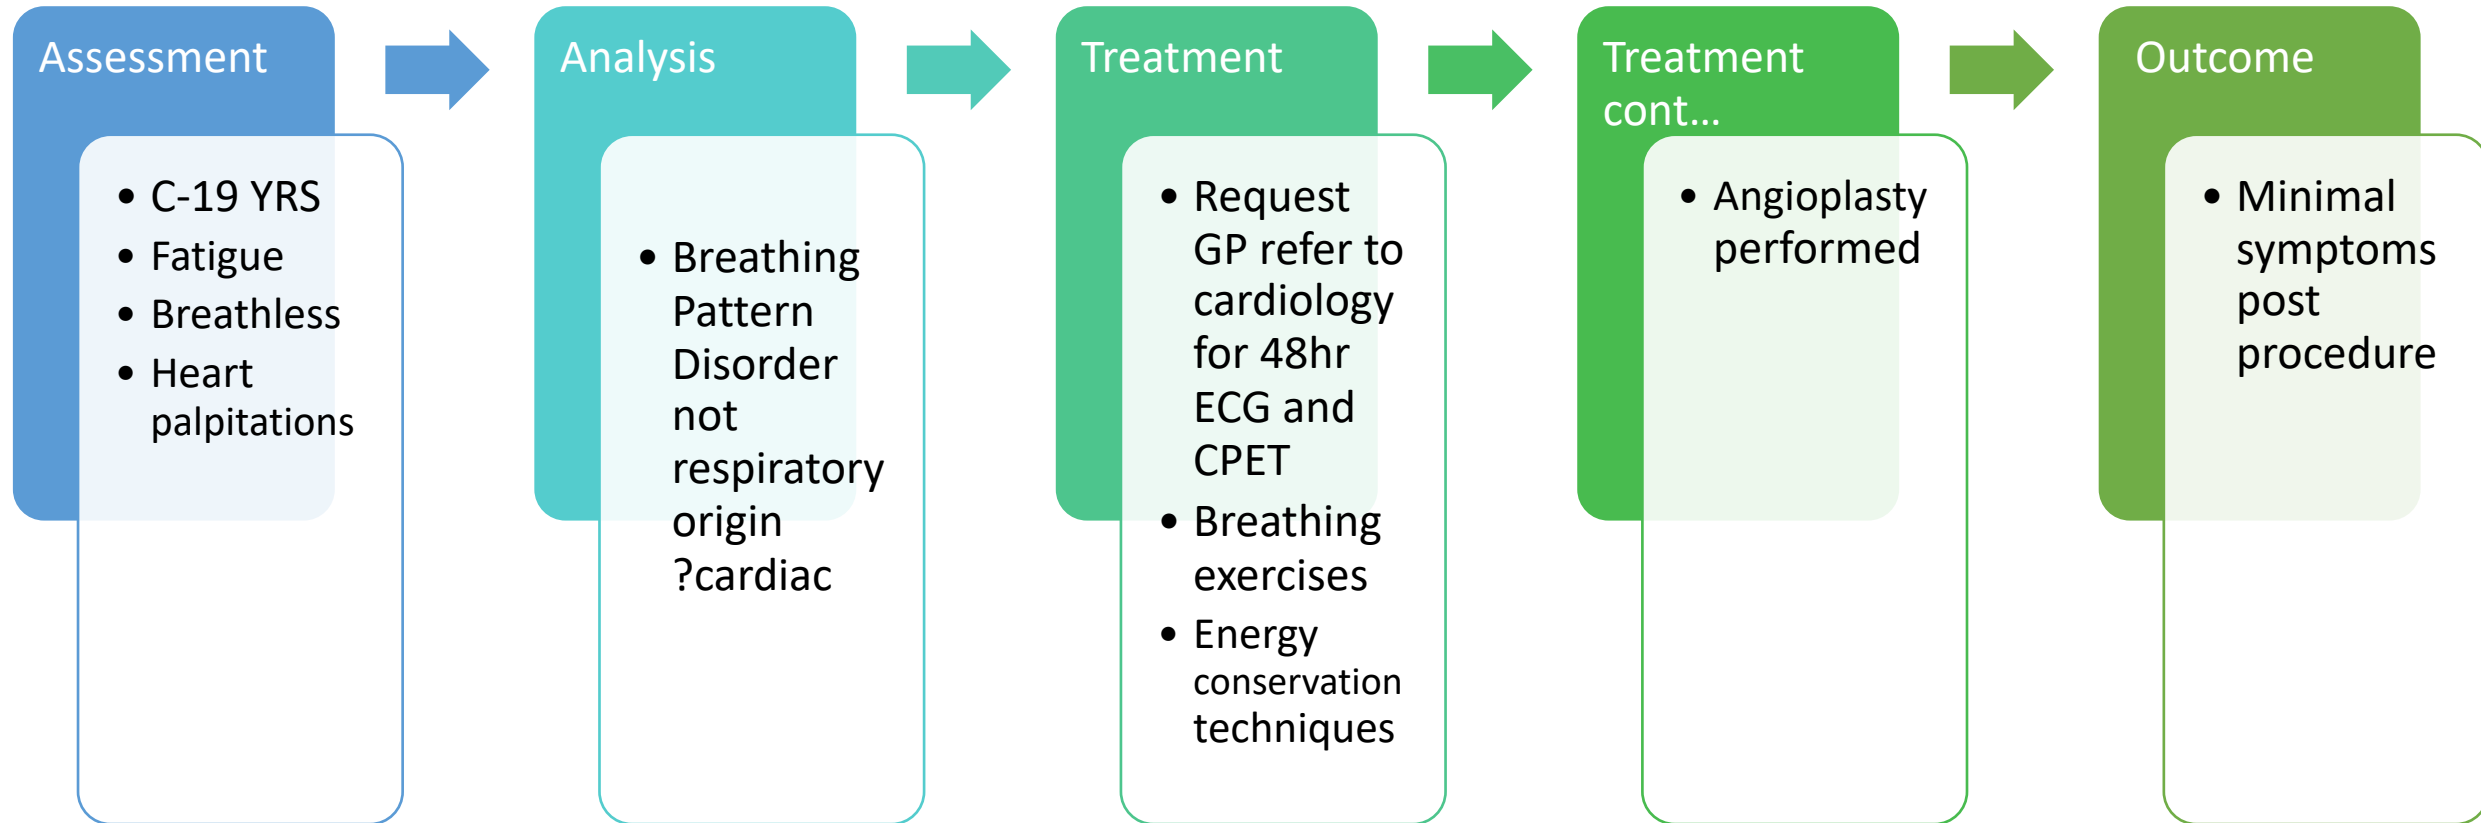 Assessment
• C-19 YRS
• Fatigue
• Breathless
• Heart
palpitations
Analysis
• Breathing
Pattern
Disorder
not
respiratory
origin
?cardiac
Treatment
• Request
GP refer to
cardiology
for 48hr
ECG and
CPET
• Breathing
exercises
• Energy
conservation
techniques
Treatment
cont...
• Angioplasty
performed
Outcome
• Minimal
symptoms
post
procedure